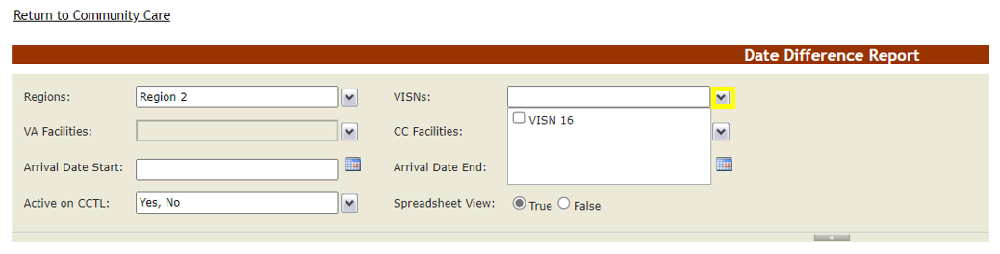 Return to Community Care
Date Difference Report
Regions: Region 2 VISNs:
VISN 16
VA Facilities: CC Facilities:
Arrival Date Start: Arrival Date End:
Active on CCTL: Yes, No Spreadsheet View: True False